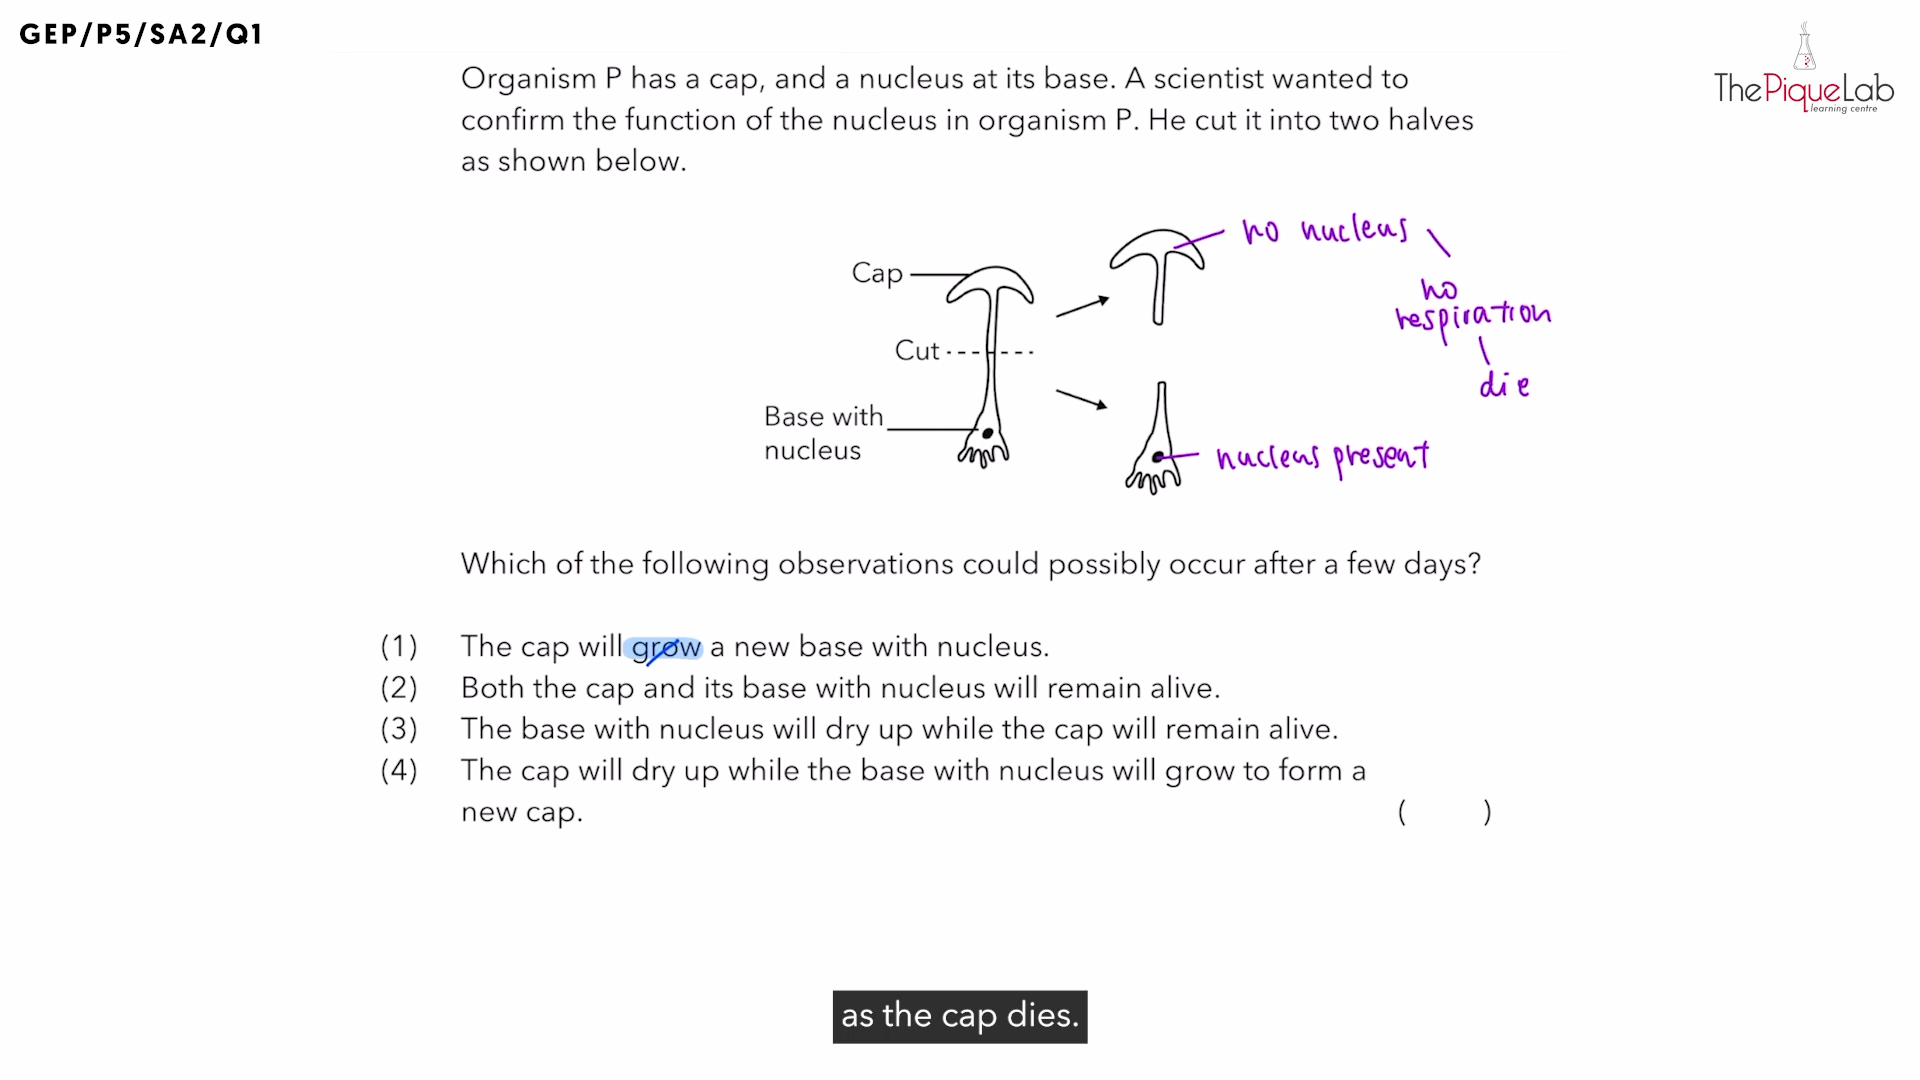 GEP/P5/SA2/Q1
ThePiqueLab
learning centre
Organism P has a cap, and a nucleus at its base. A scientist wanted to
confirm the function of the nucleus in organism P. He cut it into two halves
as shown below.
no nucleus
Cap
no
respiration
Cut
die
Base with
nucleus
nucleus present
Which of the following observations could possibly occur after a few days?
(1) The cap will grow a new base with nucleus.
(2) Both the cap and its base with nucleus will remain alive.
(3) The base with nucleus will dry up while the cap will remain alive.
(4) The cap will dry up while the base with nucleus will grow to form a
new cap. ( )
as the cap dies.